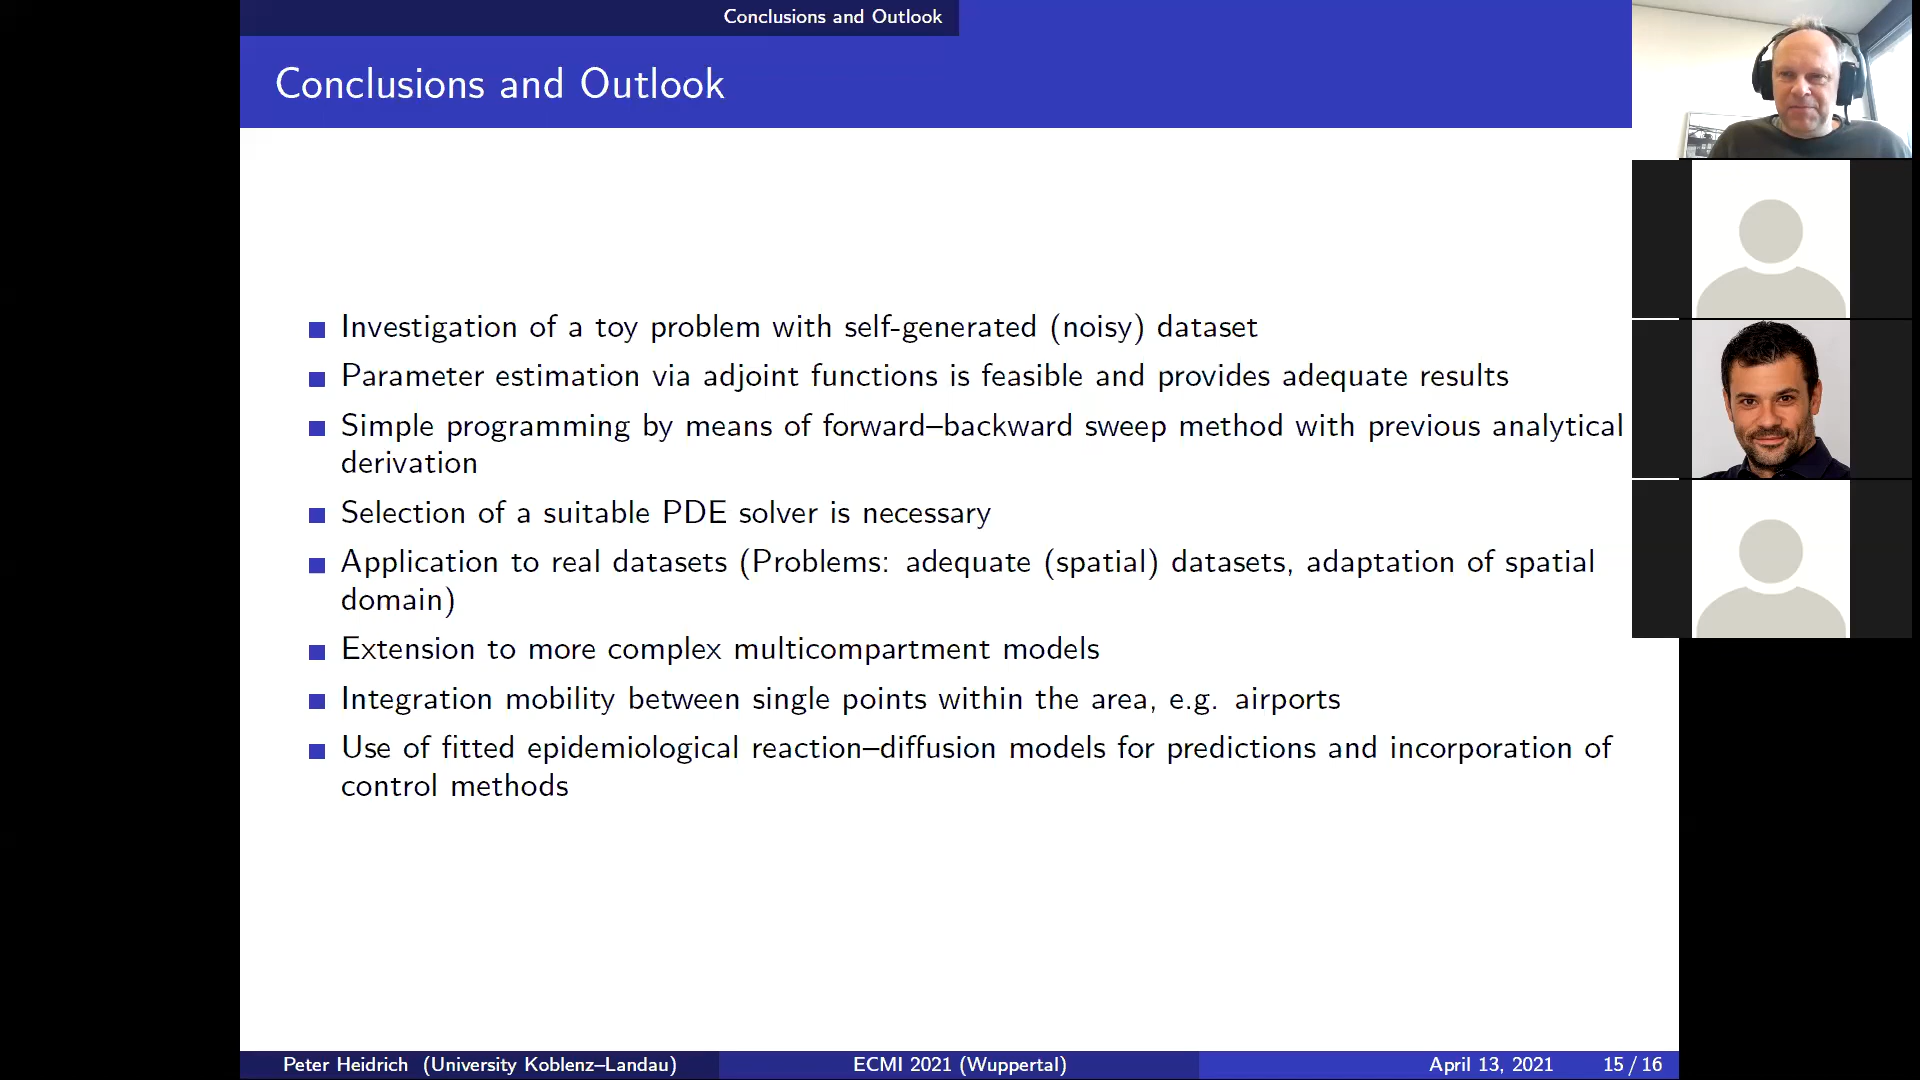 Conclusions and Outlook
Conclusions and Outlook
Investigation of a toy problem with self-generated (noisy) dataset
Parameter estimation via adjoint functions is feasible and provides adequate results
Simple programming by means of forward–backward sweep method with previous analytical
derivation
Selection of a suitable PDE solver is necessary
Application to real datasets (Problems: adequate (spatial) datasets, adaptation of spatial
domain)
Extension to more complex multicompartment models
Integration mobility between single points within the area, e.g. airports
Use of fitted epidemiological reaction–diffusion models for predictions and incorporation of
control methods
Peter Heidrich (University Koblenz–Landau) ECMI 2021 (Wuppertal) April 13, 2021 15 / 16